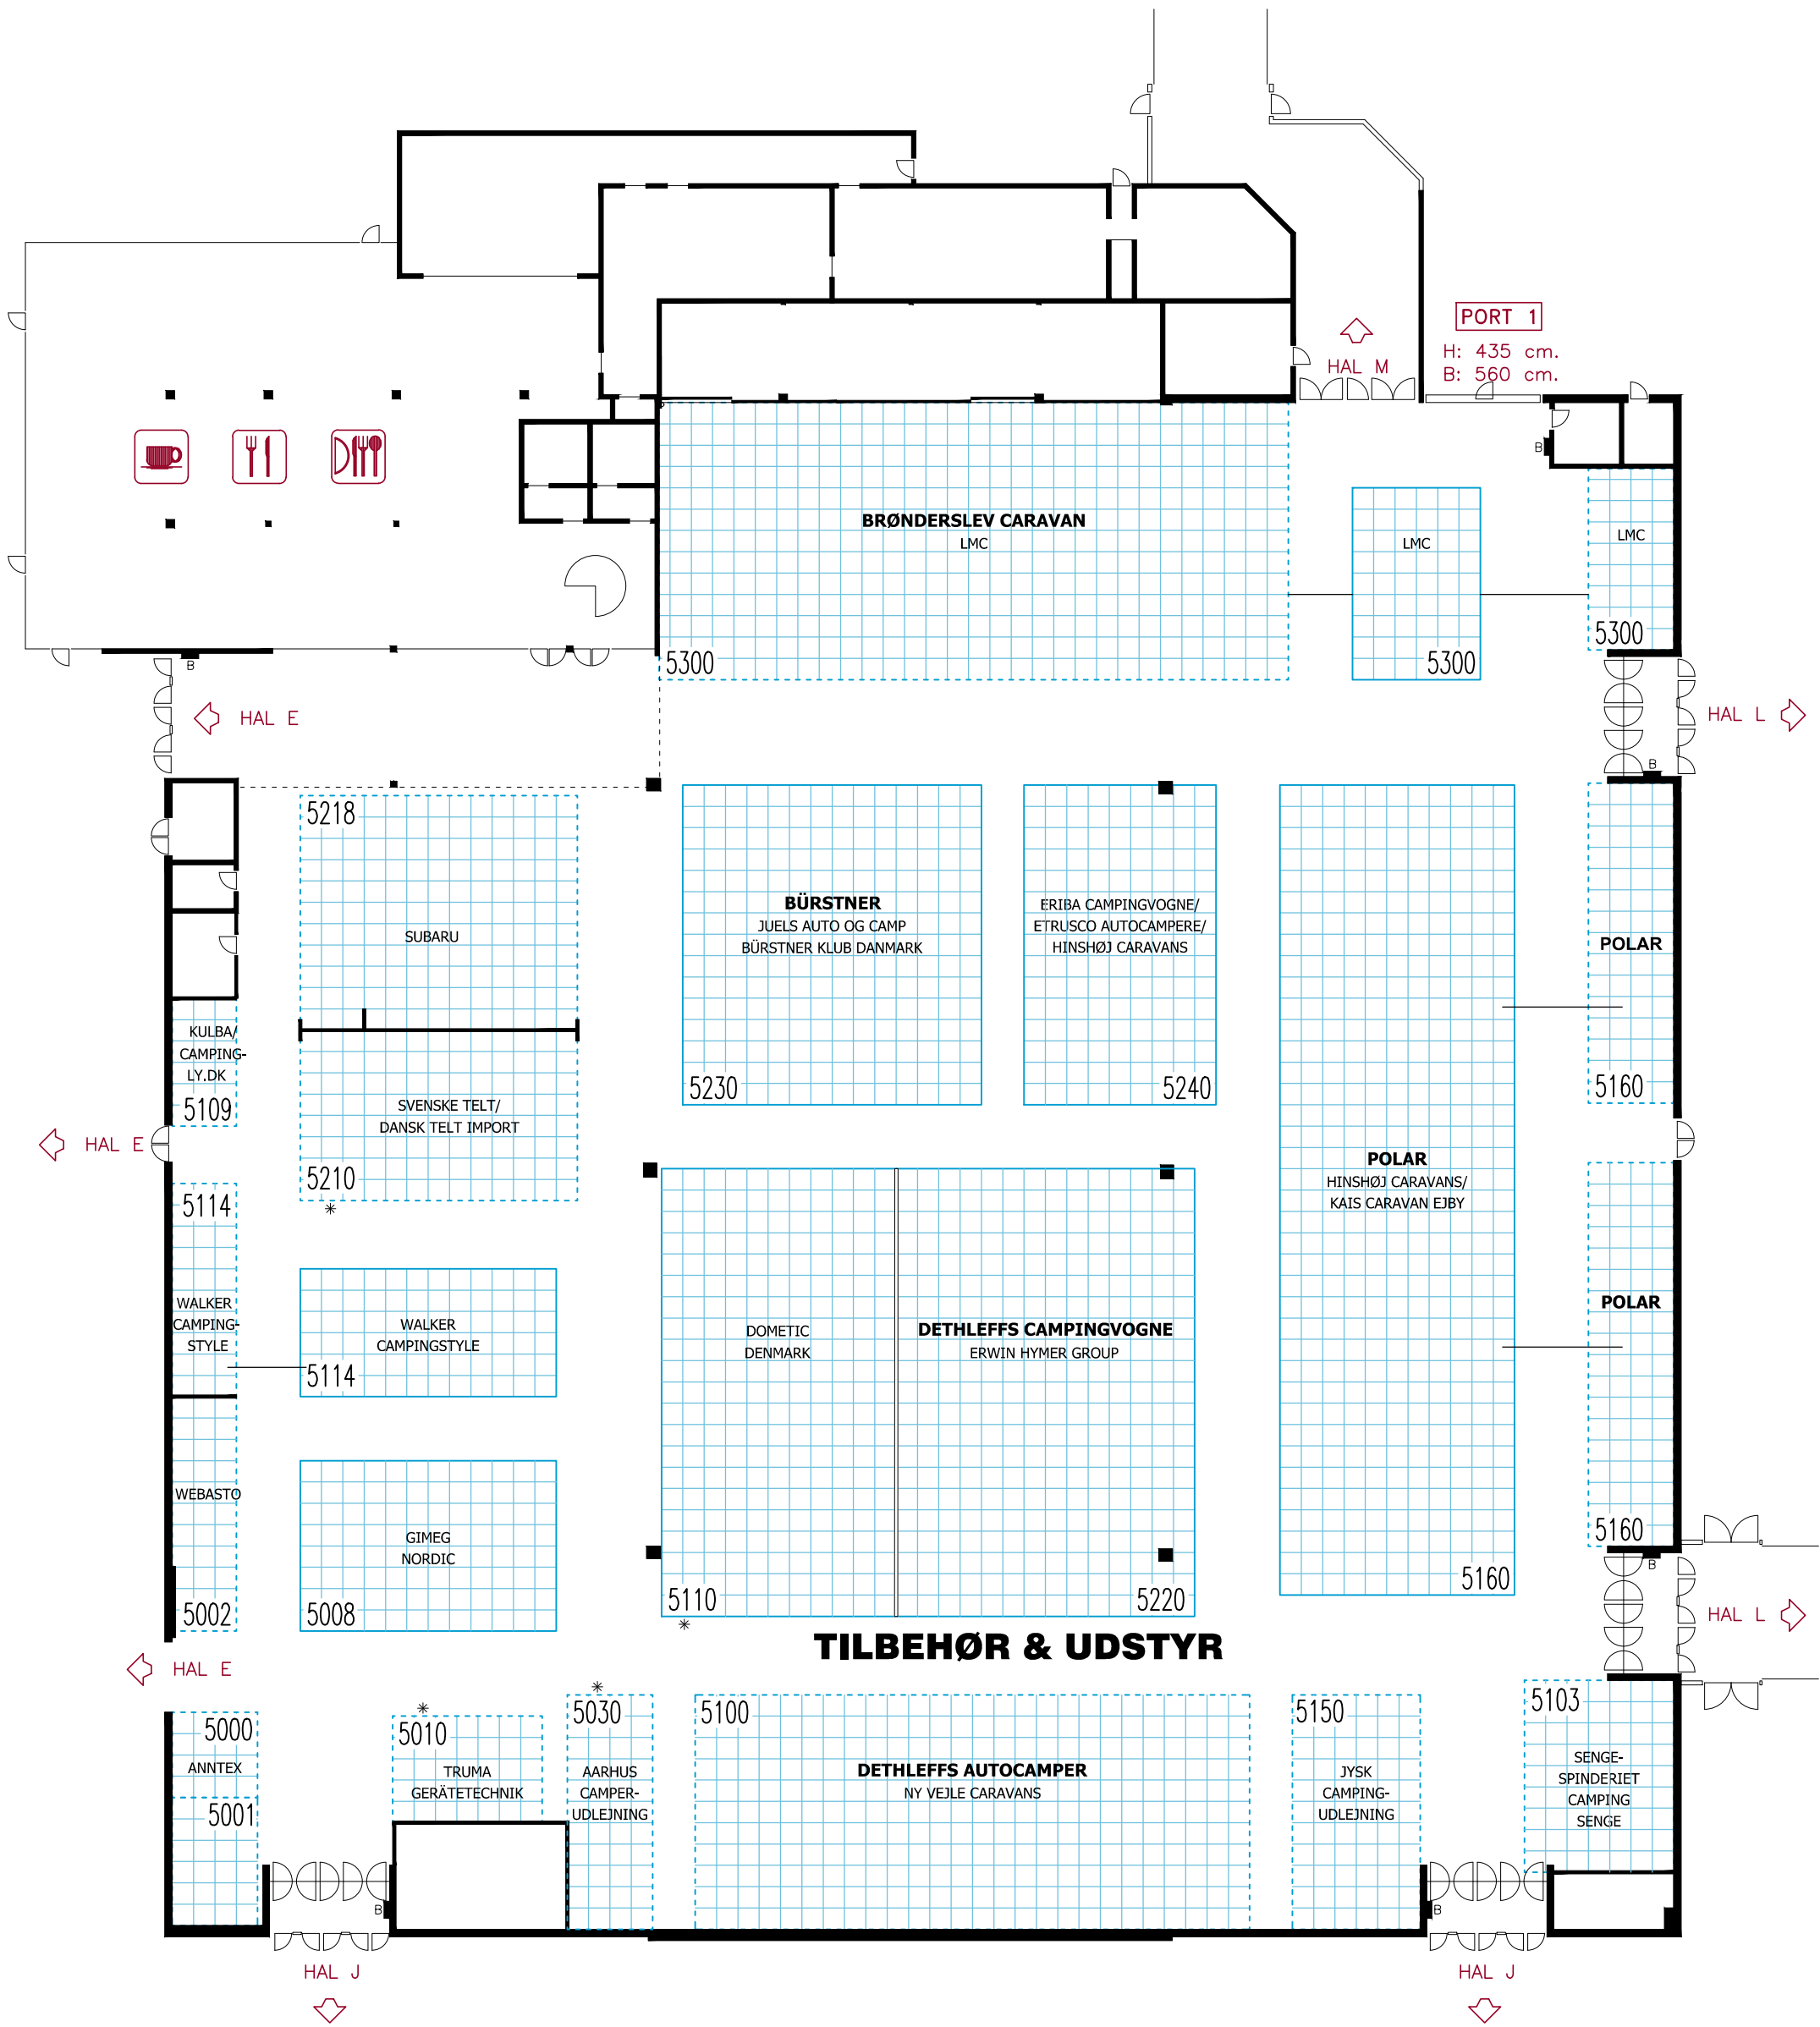 PORT 1
H: 435 cm.
B: 560 cm.
HAL M
B
BRØNDERSLEV CARAVAN
LMC
5300
LMC
5300
LMC
5300
B
HAL E
HAL L
B
5218
SUBARU
BÜRSTNER
JUELS AUTO OG CAMP
BÜRSTNER KLUB DANMARK
5230
ERIBA CAMPINGVOGNE/
ETRUSCO AUTOCAMPERE/
HINSHØJ CARAVANS
5240
POLAR
5160
KULBA/
CAMPING-
LY.DK
5109
SVENSKE TELT/
DANSK TELT IMPORT
5210
*
HAL E
POLAR
HINSHØJ CARAVANS/
KAIS CARAVAN EJBY
5160
5114
WALKER
CAMPING-
STYLE
WALKER
CAMPINGSTYLE
5114
DOMETIC
DENMARK
5110
*
DETHLEFFS CAMPINGVOGNE
ERWIN HYMER GROUP
5220
POLAR
5160
B
WEBASTO
5002
GIMEG
NORDIC
5008
HAL L
TILBEHØR & UDSTYR
HAL E
5000
ANNTEX
5001
*
5010
TRUMA
GERÄTETECHNIK
*
5030
AARHUS
CAMPER-
UDLEJNING
5100
DETHLEFFS AUTOCAMPER
NY VEJLE CARAVANS
5150
JYSK
CAMPING-
UDLEJNING
5103
SENGE-
SPINDERIET
CAMPING
SENGE
B
B
HAL J
HAL J